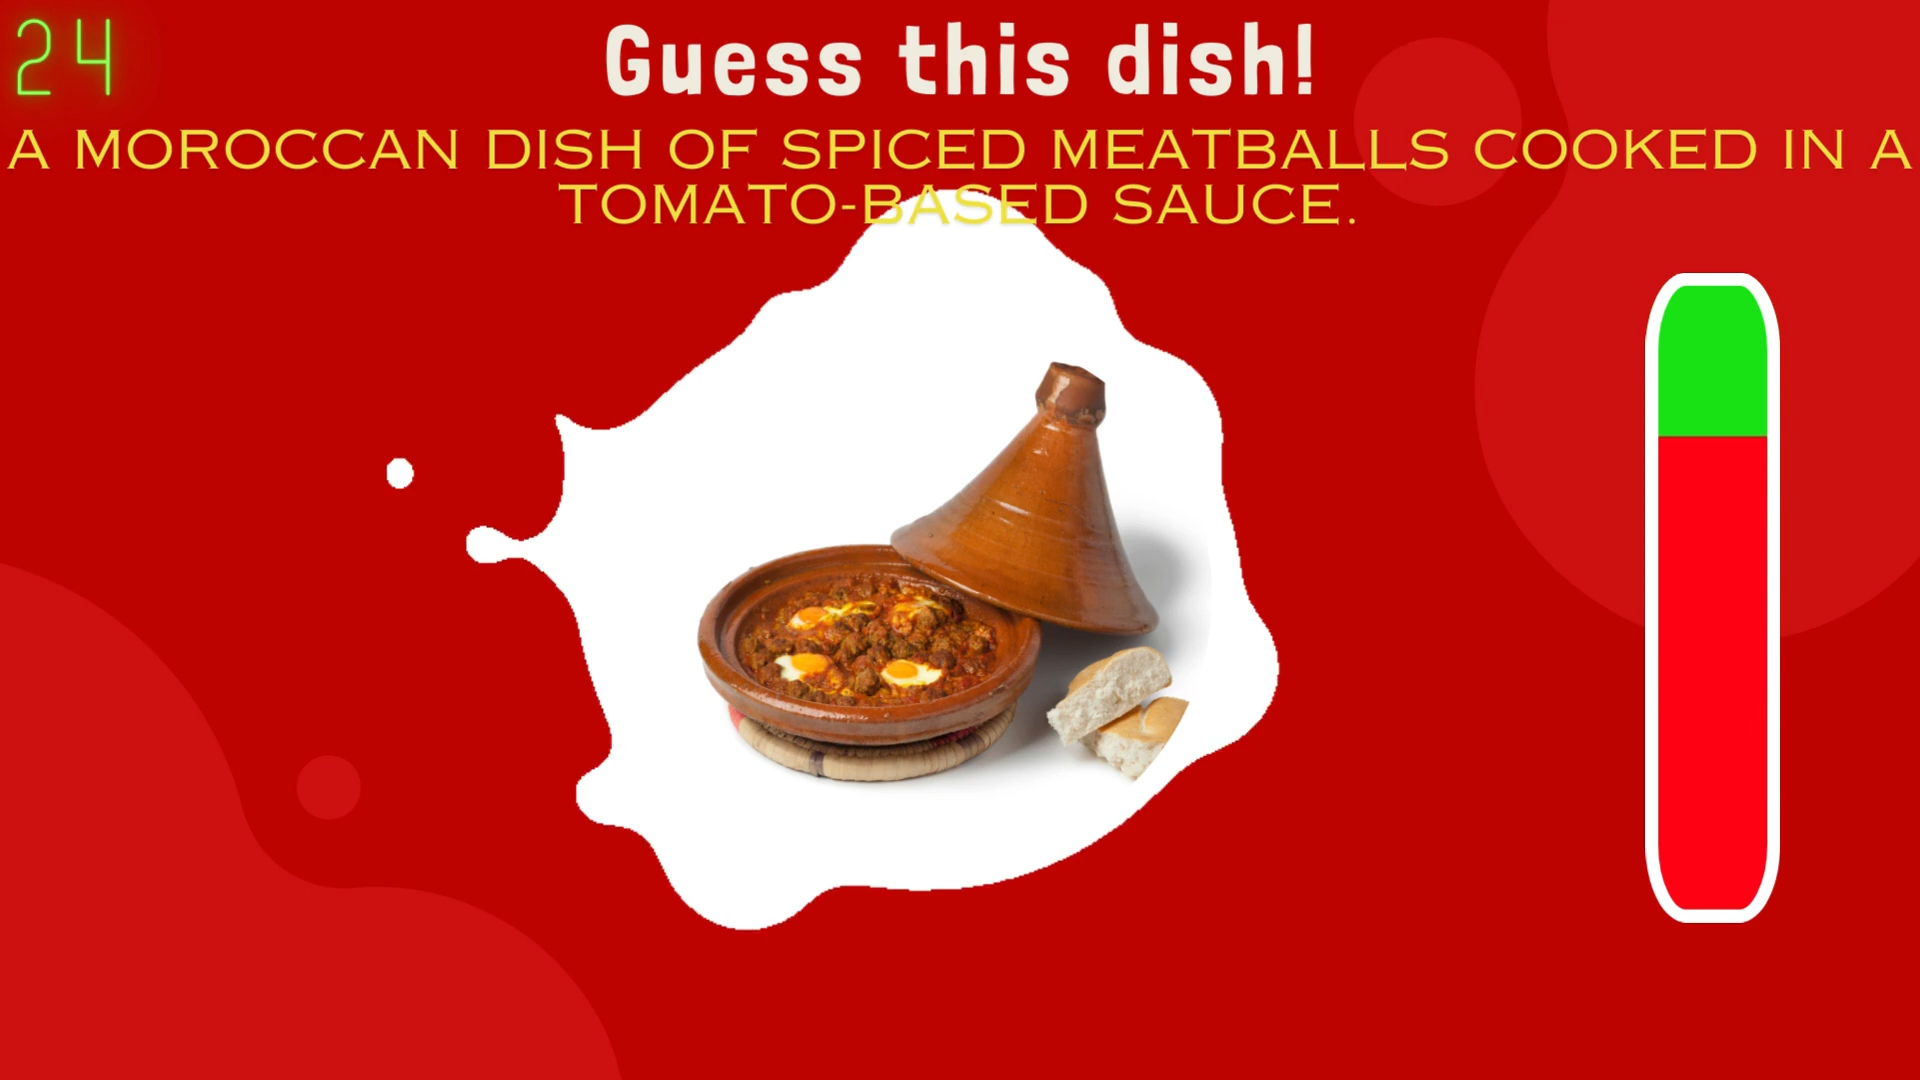 24
Guess this dish!
A MOROCCAN DISH OF SPICED MEATBALLS COOKED IN A
TOMATO-BASED SAUCE.